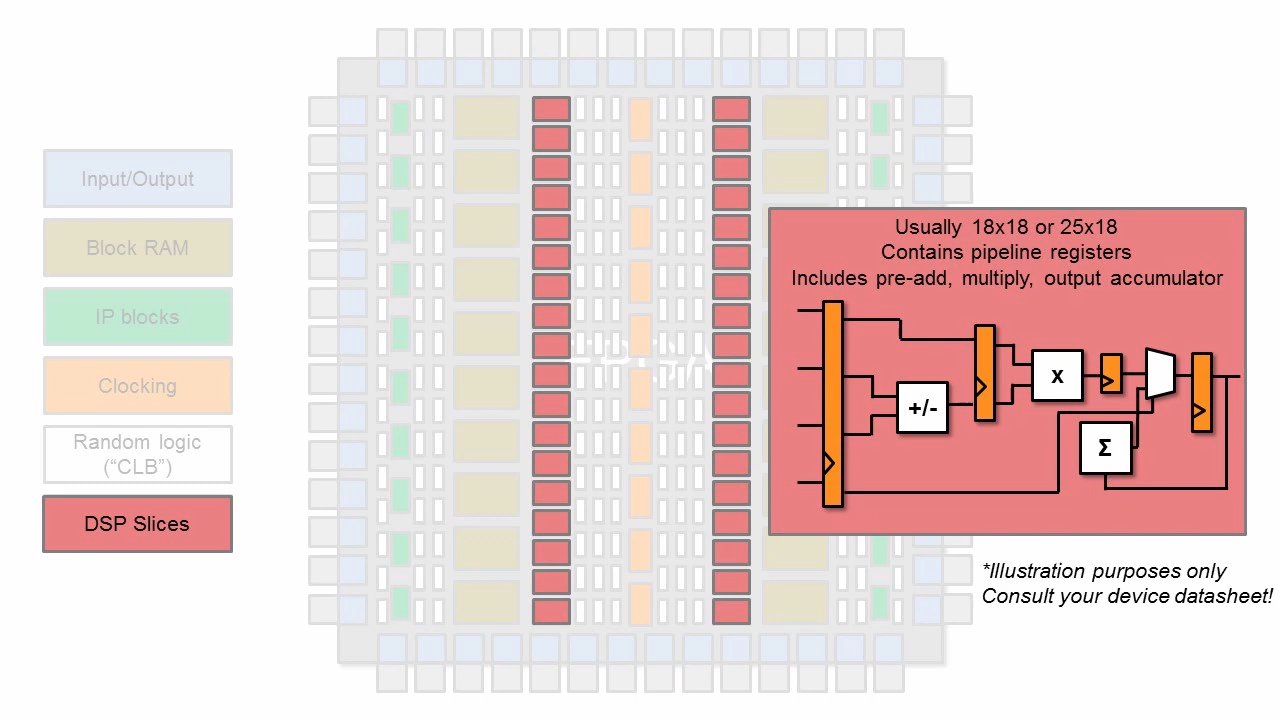 Input/Output
Block RAM
IP blocks
Clocking
Random logic
(“CLB”)
DSP Slices
FPGA
Usually 18x18 or 25x18
Contains pipeline registers
Includes pre-add, multiply, output accumulator
+/-
x
Σ
*Illustration purposes only
Consult your device datasheet!